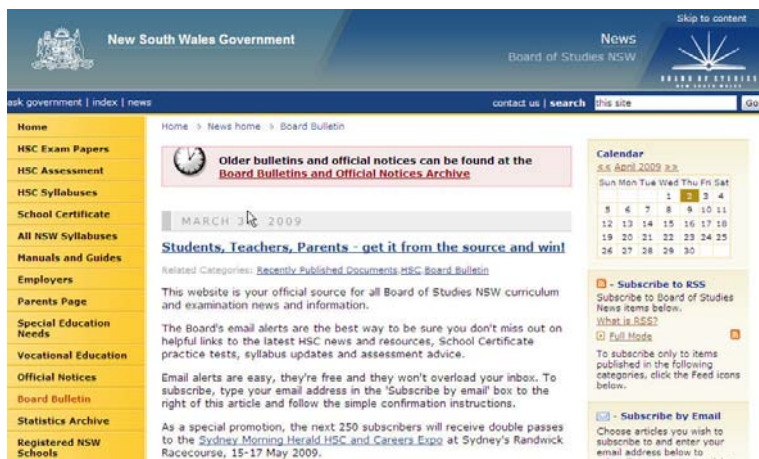 Skip to content
New South Wales Government
News
Board of Studies NSW
BOARD OF STUDIES
NEW SOUTH WALES
ask government | index | news
contact us | search this site Go
Home
HSC Exam Papers
HSC Assessment
HSC Syllabuses
School Certificate
All NSW Syllabuses
Manuals and Guides
Employers
Parents Page
Special Education
Needs
Vocational Education
Official Notices
Board Bulletin
Statistics Archive
Registered NSW
Schools
Home > News home > Board Bulletin
Older bulletins and official notices can be found at the
Board Bulletins and Official Notices Archive
MARCH 3 2009
Students, Teachers, Parents - get it from the source and win!
Related Categories: Recently Published Documents,HSC,Board Bulletin
This website is your official source for all Board of Studies NSW curriculum
and examination news and information.
The Board's email alerts are the best way to be sure you don't miss out on
helpful links to the latest HSC news and resources, School Certificate
practice tests, syllabus updates and assessment advice.
Email alerts are easy, they're free and they won't overload your inbox. To
subscribe, type your email address in the 'Subscribe by email' box to the
right of this article and follow the simple confirmation instructions.
As a special promotion, the next 250 subscribers will receive double passes
to the Sydney Morning Herald HSC and Careers Expo at Sydney's Randwick
Racecourse, 15-17 May 2009.
Calendar
<< April 2009 >>
Sun Mon Tue Wed Thu Fri Sat
1 2 3 4
5 6 7 8 9 10 11
12 13 14 15 16 17 18
19 20 21 22 23 24 25
26 27 28 29 30
- Subscribe to RSS
Subscribe to Board of Studies
News items below.
What is RSS?
Full Mode
To subscribe only to items
published in the following
categories, click the Feed icons
below.
- Subscribe by Email
Choose articles you wish to
subscribe to and enter your
email address below to